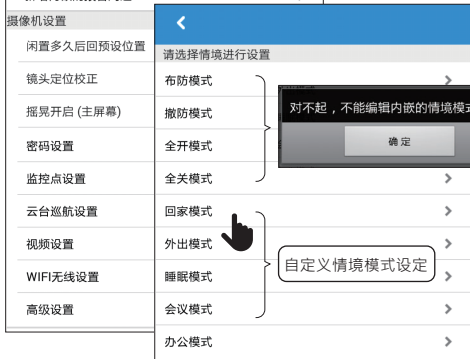 摄像机设置
闲置多久后回预设位置
镜头定位校正
摇晃开启 (主屏幕)
密码设置
监控点设置
云台巡航设置
视频设置
WIFI无线设置
高级设置
请选择情境进行设置
布防模式
撤防模式
全开模式
全关模式
回家模式
外出模式
睡眠模式
会议模式
办公模式
对不起，不能编辑内嵌的情境模式
确定
自定义情境模式设定